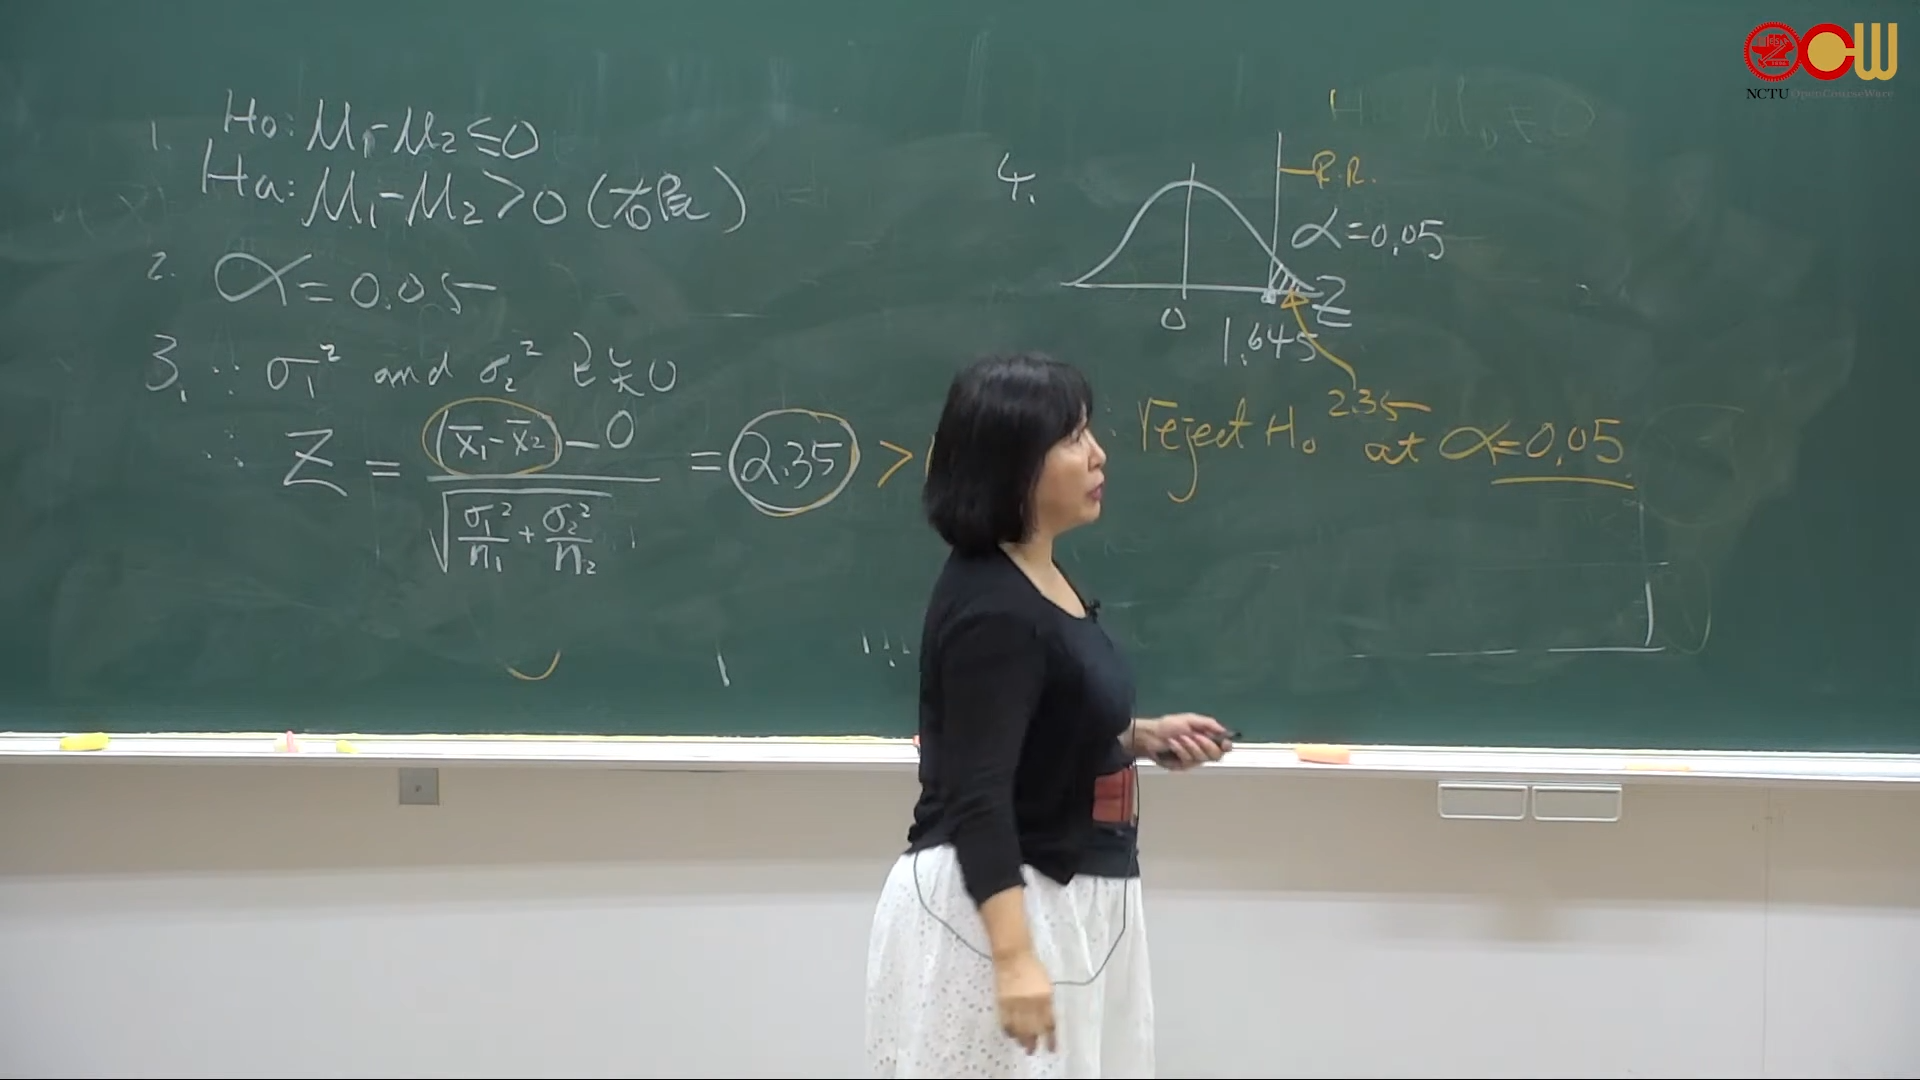 1. H₀: μ₁-μ₂≤0
Ha: μ₁-μ₂>0 (右尾)
2. α=0.05
3. ∵ σ₁² and σ₂² 已知
∴ Z = ((x̄₁-x̄₂)-0)/√(σ₁²/n₁+σ₂²/n₂) = 2.35 >
4.
R.R.
α=0.05
Z
0
1.645
2.35
reject H₀ at α=0.05
NCTU OpenCourseWare